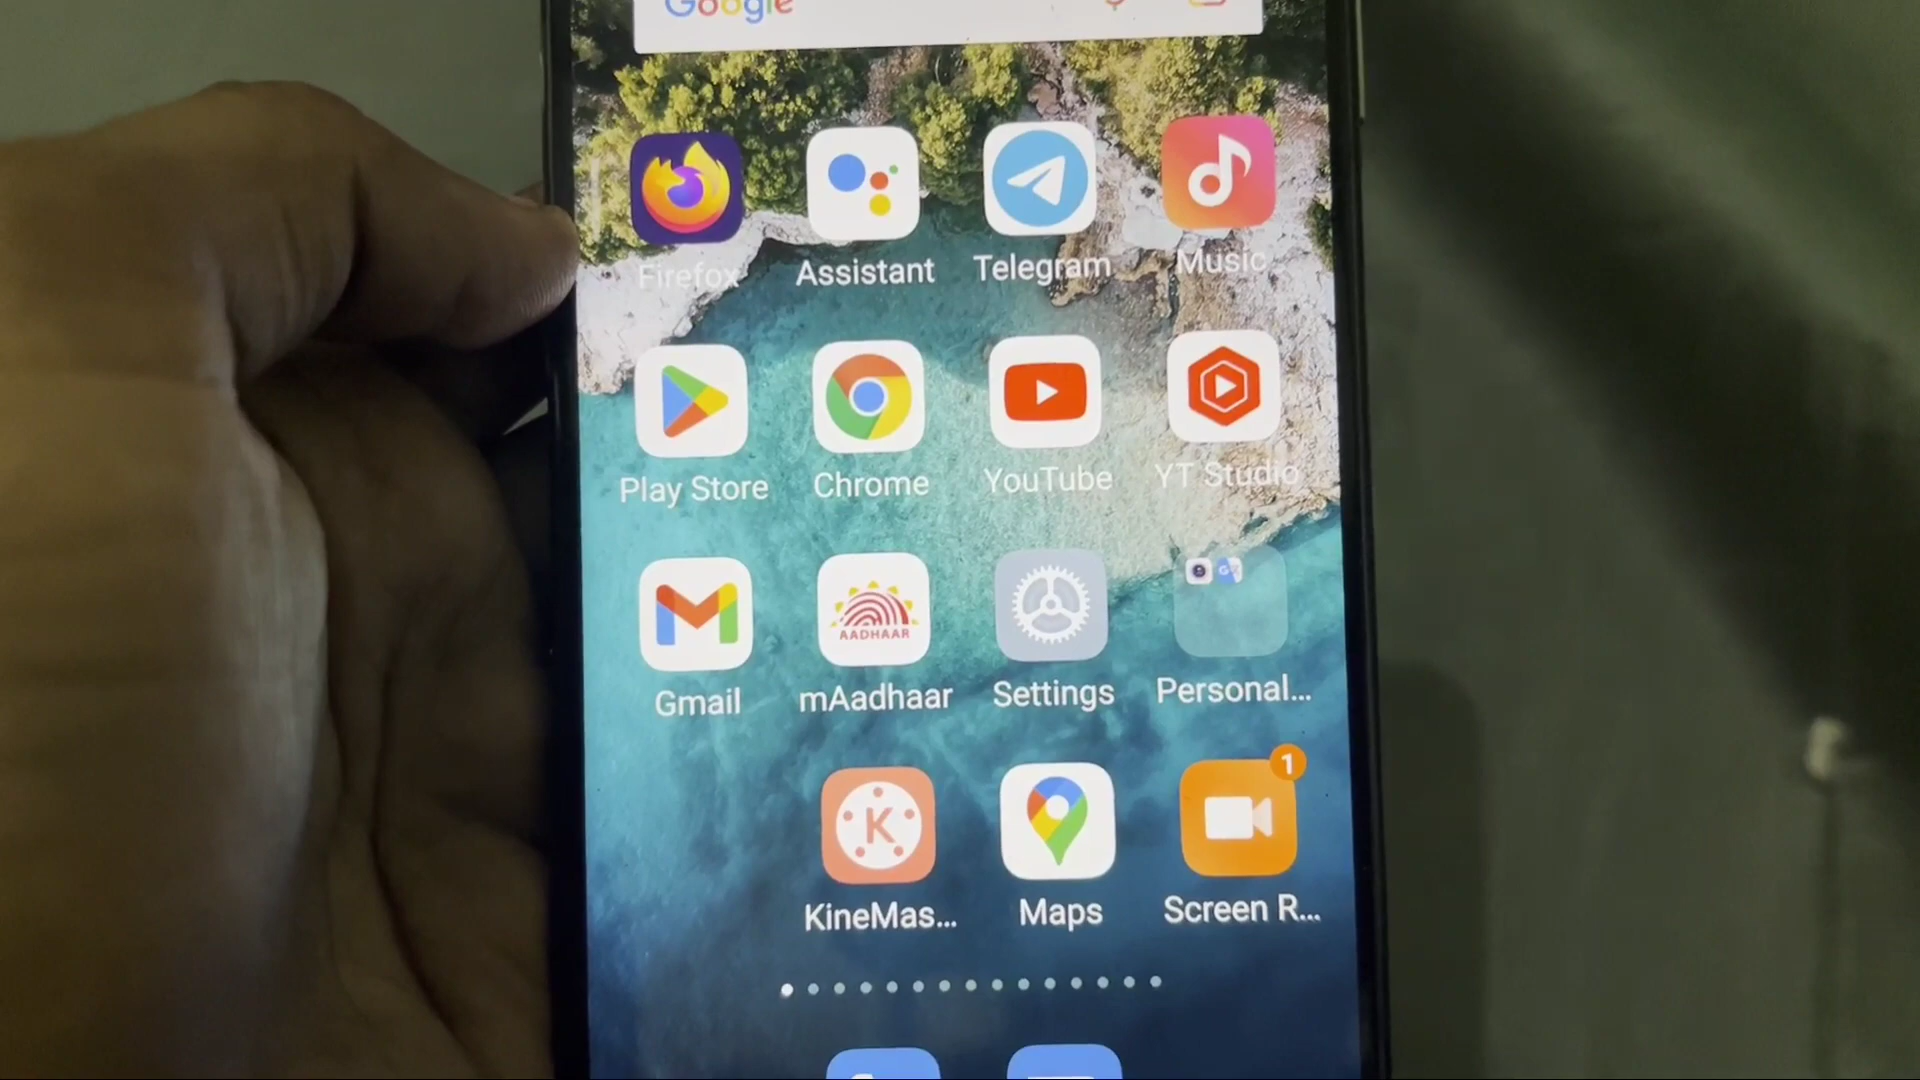 Google
Firefox Assistant Telegram Music
Play Store Chrome YouTube YT Studio
AADHAAR
Gmail mAadhaar Settings Personal...
1
K
KineMas... Maps Screen R...